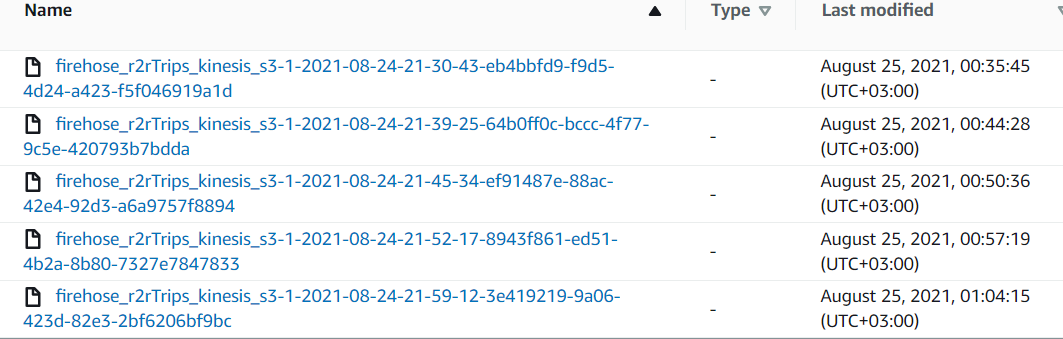 Name Type Last modified
firehose_r2rTrips_kinesis_s3-1-2021-08-24-21-30-43-eb4bbfd9-f9d5-
4d24-a423-f5f046919a1d
-
August 25, 2021, 00:35:45
(UTC+03:00)
firehose_r2rTrips_kinesis_s3-1-2021-08-24-21-39-25-64b0ff0c-bccc-4f77-
9c5e-420793b7bdda
-
August 25, 2021, 00:44:28
(UTC+03:00)
firehose_r2rTrips_kinesis_s3-1-2021-08-24-21-45-34-ef91487e-88ac-
42e4-92d3-a6a9757f8894
-
August 25, 2021, 00:50:36
(UTC+03:00)
firehose_r2rTrips_kinesis_s3-1-2021-08-24-21-52-17-8943f861-ed51-
4b2a-8b80-7327e7847833
-
August 25, 2021, 00:57:19
(UTC+03:00)
firehose_r2rTrips_kinesis_s3-1-2021-08-24-21-59-12-3e419219-9a06-
423d-82e3-2bf6206bf9bc
-
August 25, 2021, 01:04:15
(UTC+03:00)